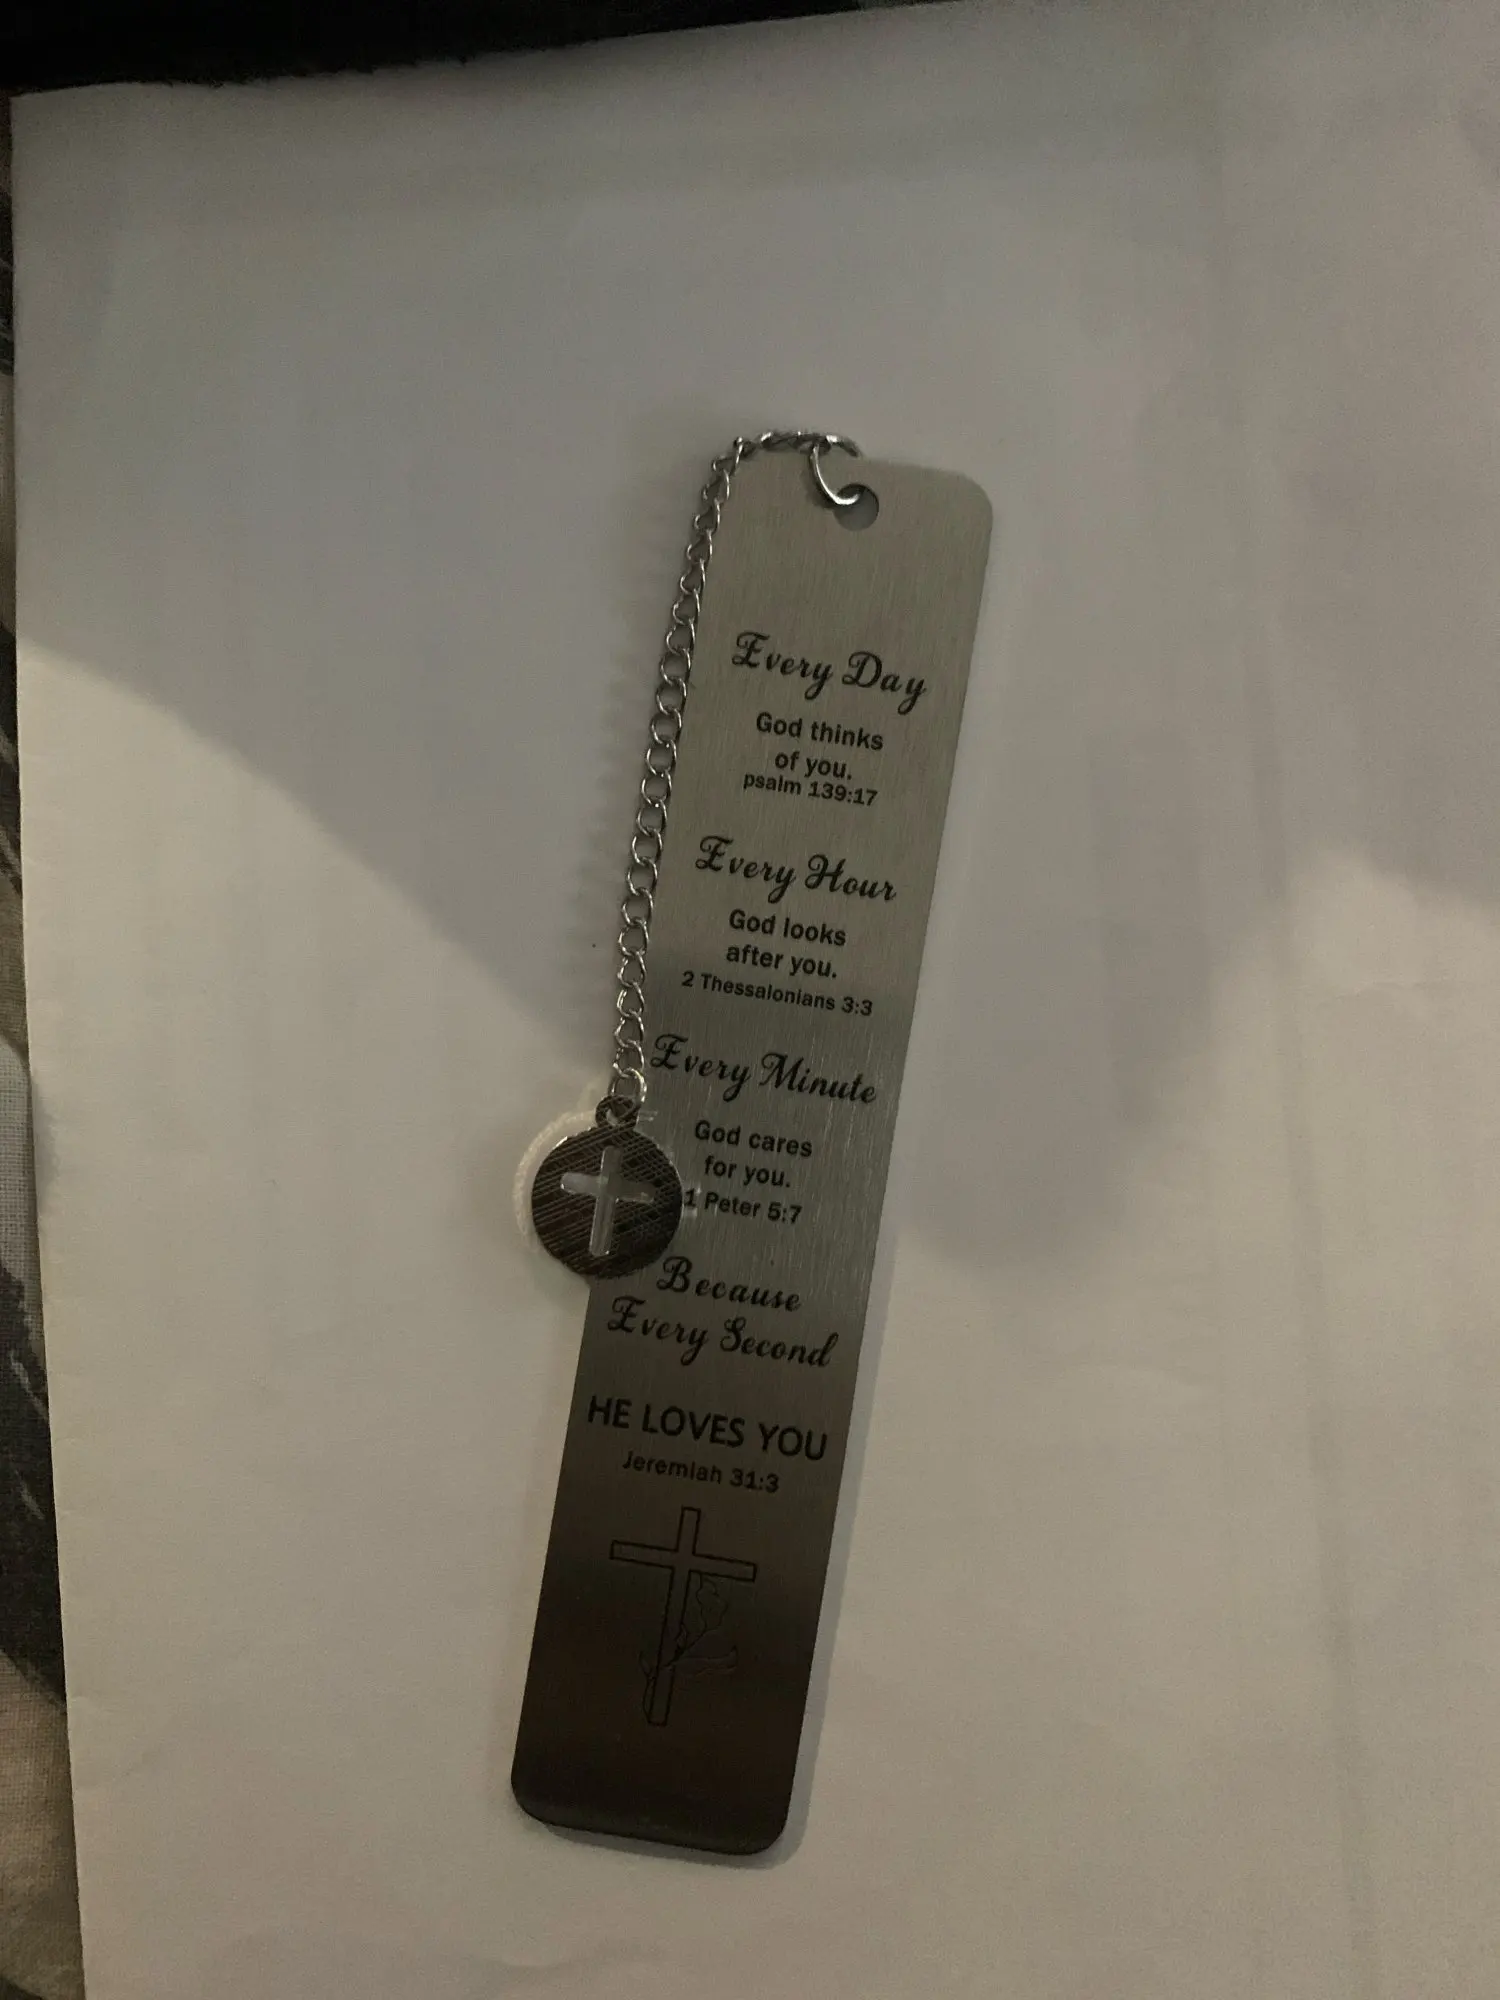 Every Day
God thinks
of you.
psalm 139:17
Every Hour
God looks
after you.
2 Thessalonians 3:3
Every Minute
God cares
for you.
1 Peter 5:7
Because
Every Second
HE LOVES YOU
Jeremiah 31:3